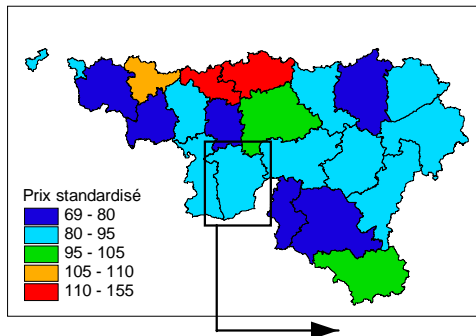 Prix standardisé
69 - 80
80 - 95
95 - 105
105 - 110
110 - 155